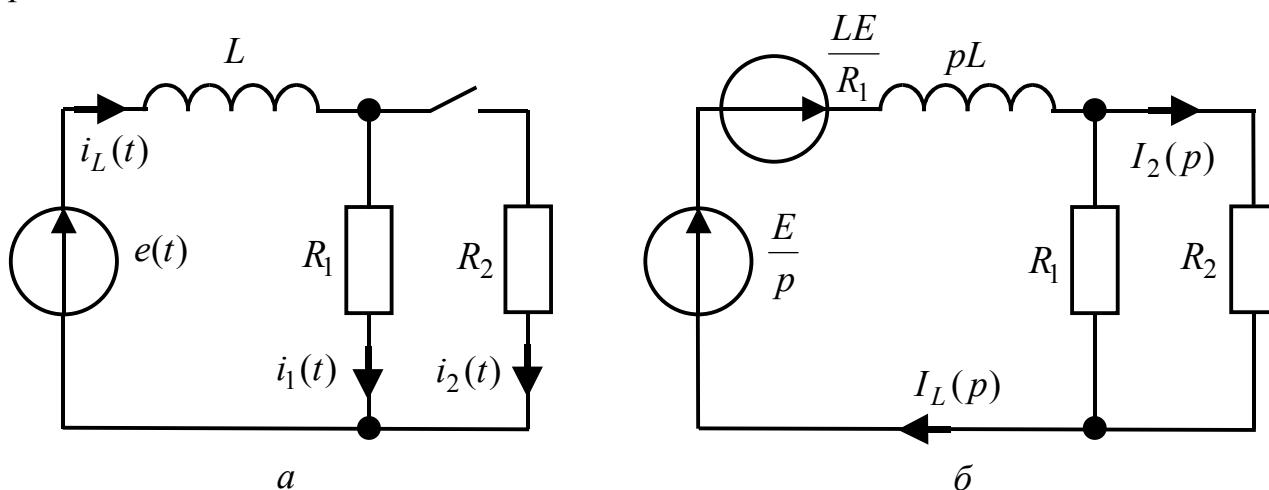 L
i_L(t)
e(t)
R_1
R_2
i_1(t)
i_2(t)
а
LE
R_1
pL
I_2(p)
E
p
R_1
R_2
I_L(p)
б